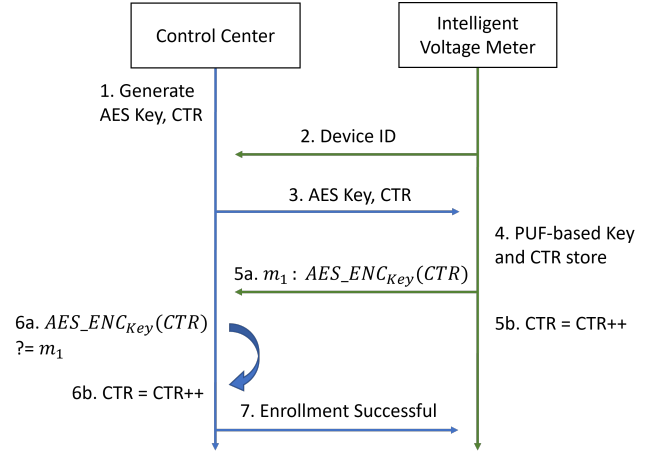 Control Center
Intelligent
Voltage Meter
1. Generate
AES Key, CTR
2. Device ID
3. AES Key, CTR
4. PUF-based Key
and CTR store
5a. m₁ : AES_ENC_Key(CTR)
5b. CTR = CTR++
6a. AES_ENC_Key(CTR)
?= m₁
6b. CTR = CTR++
7. Enrollment Successful